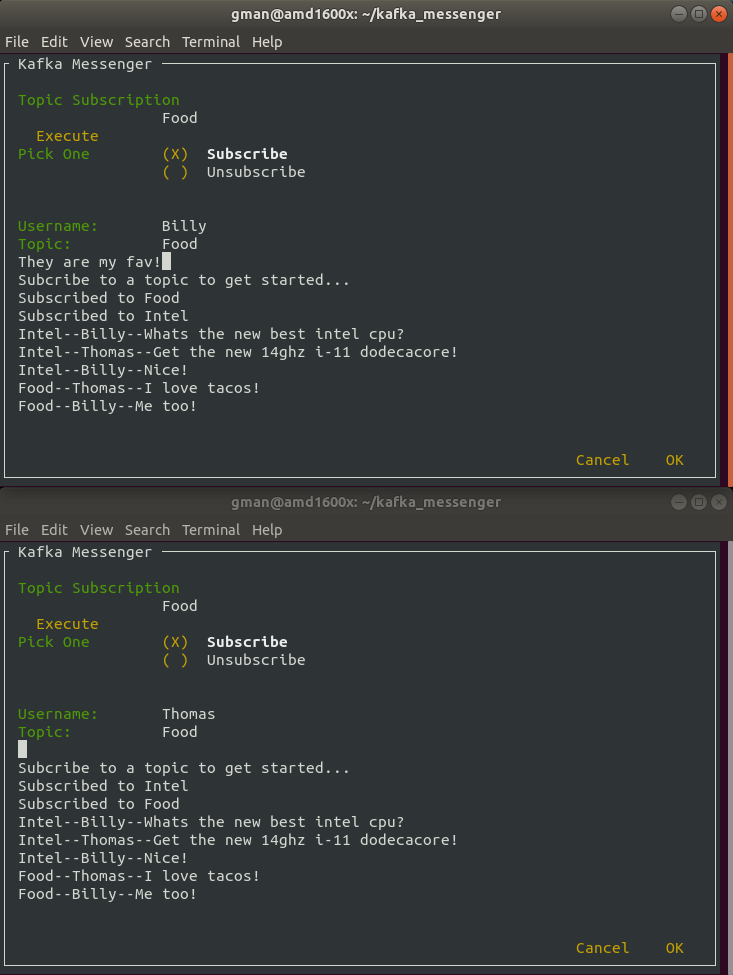 gman@amd1600x: ~/kafka_messenger
File Edit View Search Terminal Help
Kafka Messenger
Topic Subscription
Food
Execute
Pick One (X) Subscribe
( ) Unsubscribe
Username: Billy
Topic: Food
They are my fav!
Subcribe to a topic to get started...
Subscribed to Food
Subscribed to Intel
Intel--Billy--Whats the new best intel cpu?
Intel--Thomas--Get the new 14ghz i-11 dodecacore!
Intel--Billy--Nice!
Food--Thomas--I love tacos!
Food--Billy--Me too!
Cancel OK
gman@amd1600x: ~/kafka_messenger
File Edit View Search Terminal Help
Kafka Messenger
Topic Subscription
Food
Execute
Pick One (X) Subscribe
( ) Unsubscribe
Username: Thomas
Topic: Food
Subcribe to a topic to get started...
Subscribed to Intel
Subscribed to Food
Intel--Billy--Whats the new best intel cpu?
Intel--Thomas--Get the new 14ghz i-11 dodecacore!
Intel--Billy--Nice!
Food--Thomas--I love tacos!
Food--Billy--Me too!
Cancel OK